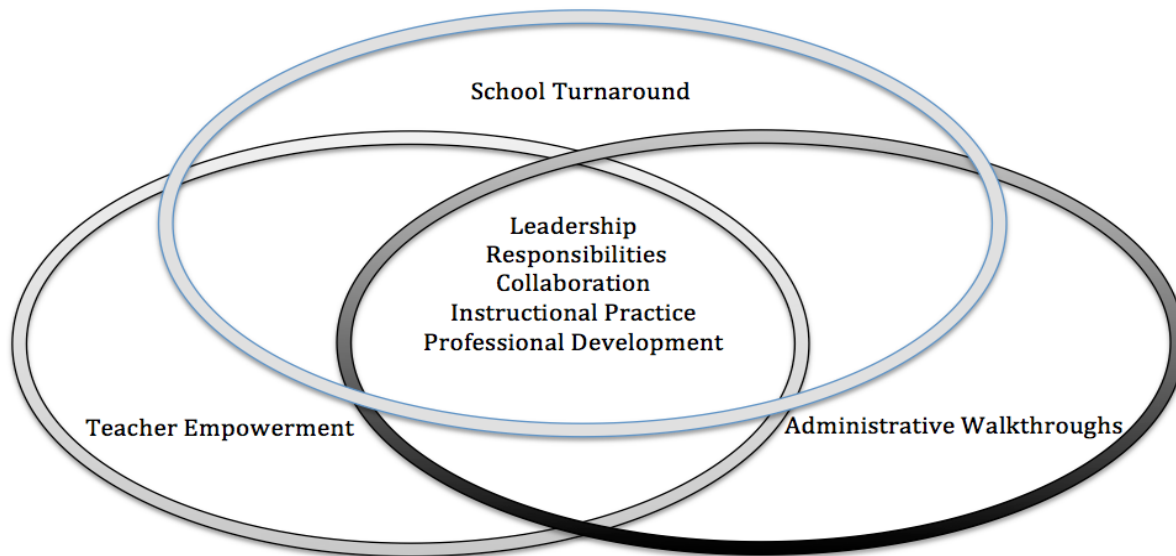 School Turnaround
Leadership
Responsibilities
Collaboration
Instructional Practice
Professional Development
Teacher Empowerment
Administrative Walkthroughs